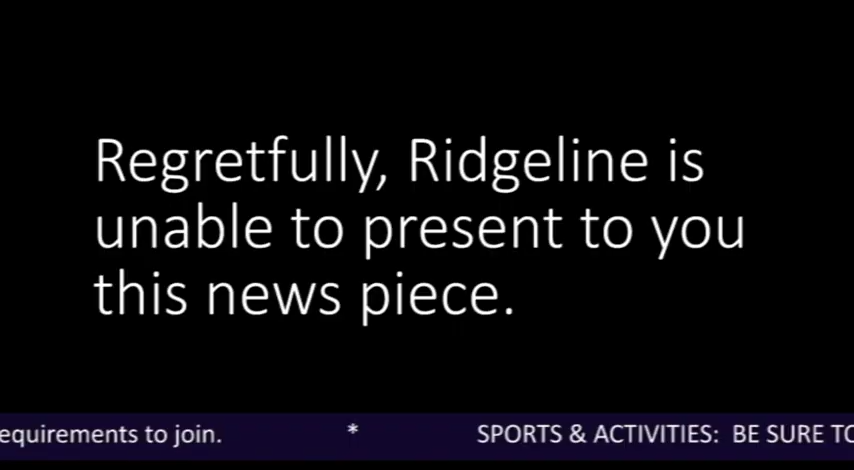 Regretfully, Ridgeline is
unable to present to you
this news piece.
equirements to join. * SPORTS & ACTIVITIES: BE SURE TO